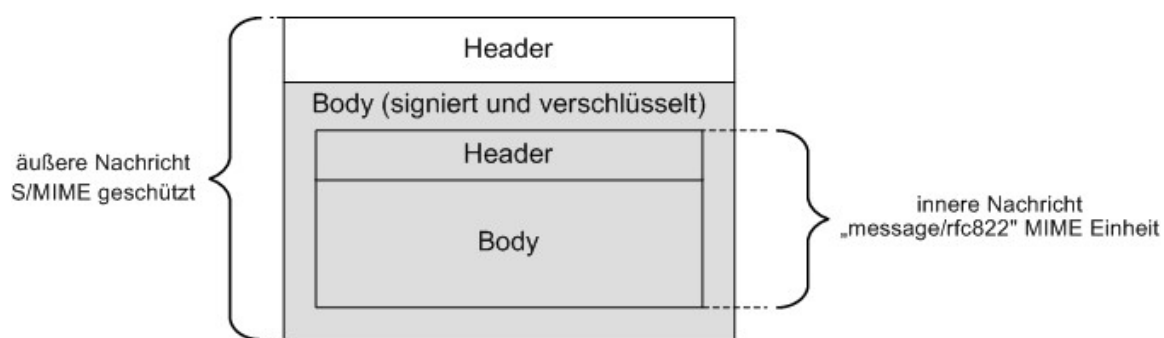 Header
Body (signiert und verschlüsselt)
Header
Body
äußere Nachricht
S/MIME geschützt
innere Nachricht
„message/rfc822" MIME Einheit